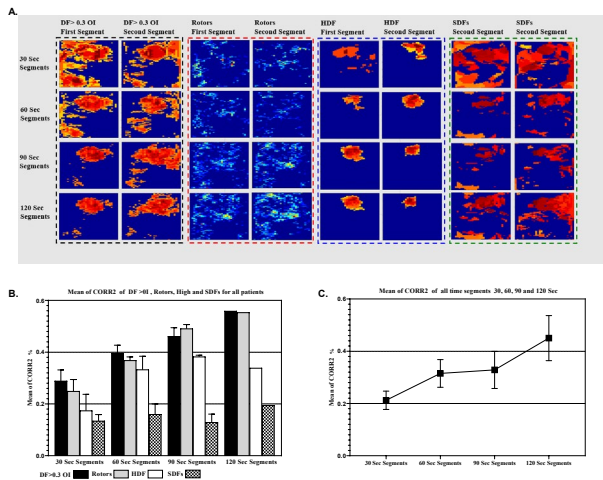 A.
DF> 0.3 OI First Segment
DF> 0.3 OI Second Segment
Rotors First Segment
Rotors Second Segment
HDF First Segment
HDF Second Segment
SDFs First Segment
SDFs Second Segment
30 Sec Segments
60 Sec Segments
90 Sec Segments
120 Sec Segments
B.
Mean of CORR2 of DF >0I , Rotors, High and SDFs for all patients
Mean of CORR2 %
0.6
0.4
0.2
0.0
30 Sec Segments
60 Sec Segments
90 Sec Segments
120 Sec Segments
DF>0.3 OI
Rotors
HDF
SDFs
C.
Mean of CORR2 of all time segments 30, 60, 90 and 120 Sec
Mean of CORR2 %
0.6
0.4
0.2
0.0
30 Sec Segments
60 Sec Segments
90 Sec Segments
120 Sec Segments